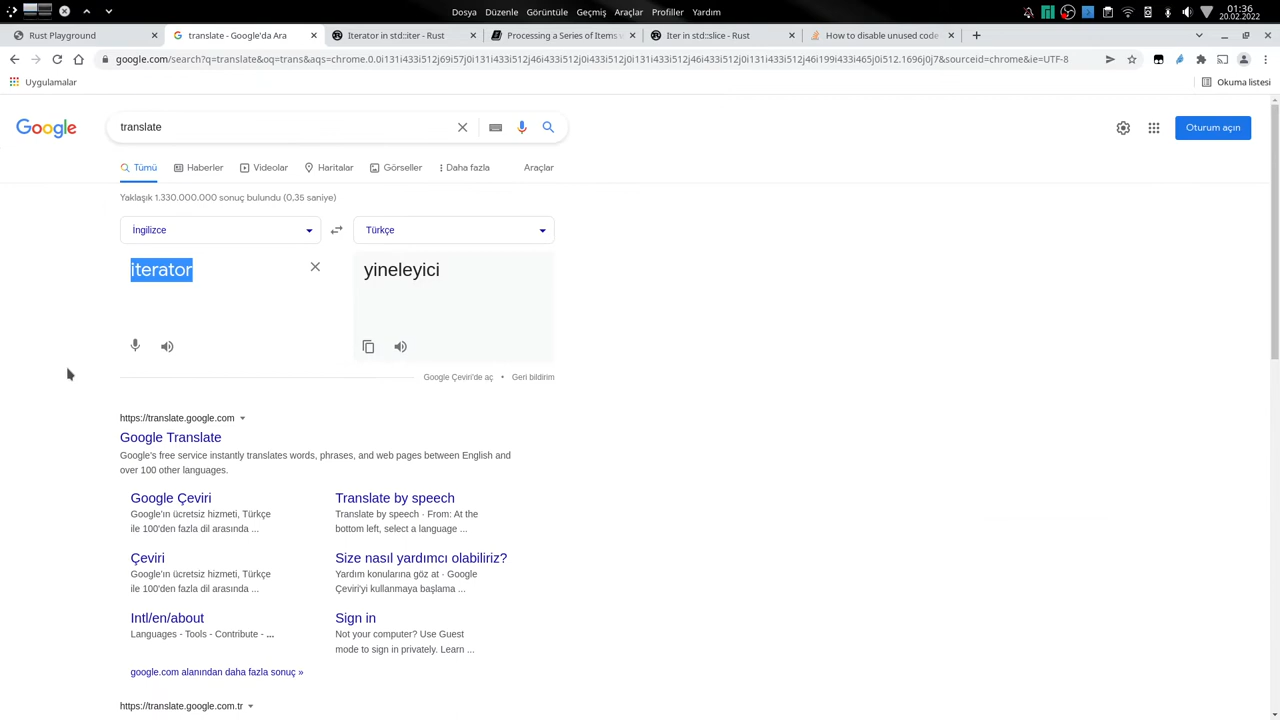 Dosya Düzenle Görüntüle Geçmiş Araçlar Profiller Yardım
01:36
20.02.2022
Rust Playground
translate - Google'da Ara
Iterator in std::iter - Rust
Processing a Series of Items
Iter in std::slice - Rust
How to disable unused code
google.com/search?q=translate&oq=trans&aqs=chrome.0.0i131i433i512j69i57j0i131i433i512j46i433i512j0i433i512j0i131i433i512j0i131i433i512j46i199i433i465j0i512.1696j0j7&sourceid=chrome&ie=UTF-8
Uygulamalar
Okuma listesi
Google
translate
Oturum açın
Tümü Haberler Videolar Haritalar Görseller Daha fazla Araçlar
Yaklaşık 1.330.000.000 sonuç bulundu (0,35 saniye)
İngilizce
Türkçe
iterator
yineleyici
Google Çeviri'de aç • Geri bildirim
https://translate.google.com
Google Translate
Google's free service instantly translates words, phrases, and web pages between English and
over 100 other languages.
Google Çeviri
Google'ın ücretsiz hizmeti, Türkçe
ile 100'den fazla dil arasında ...
Translate by speech
Translate by speech · From: At the
bottom left, select a language ...
Çeviri
Google'ın ücretsiz hizmeti, Türkçe
ile 100'den fazla dil arasında ...
Size nasıl yardımcı olabiliriz?
Yardım konularına göz at · Google
Çeviri'yi kullanmaya başlama ...
Intl/en/about
Languages - Tools - Contribute - ...
Sign in
Not your computer? Use Guest
mode to sign in privately. Learn ...
google.com alanından daha fazla sonuç »
https://translate.google.com.tr